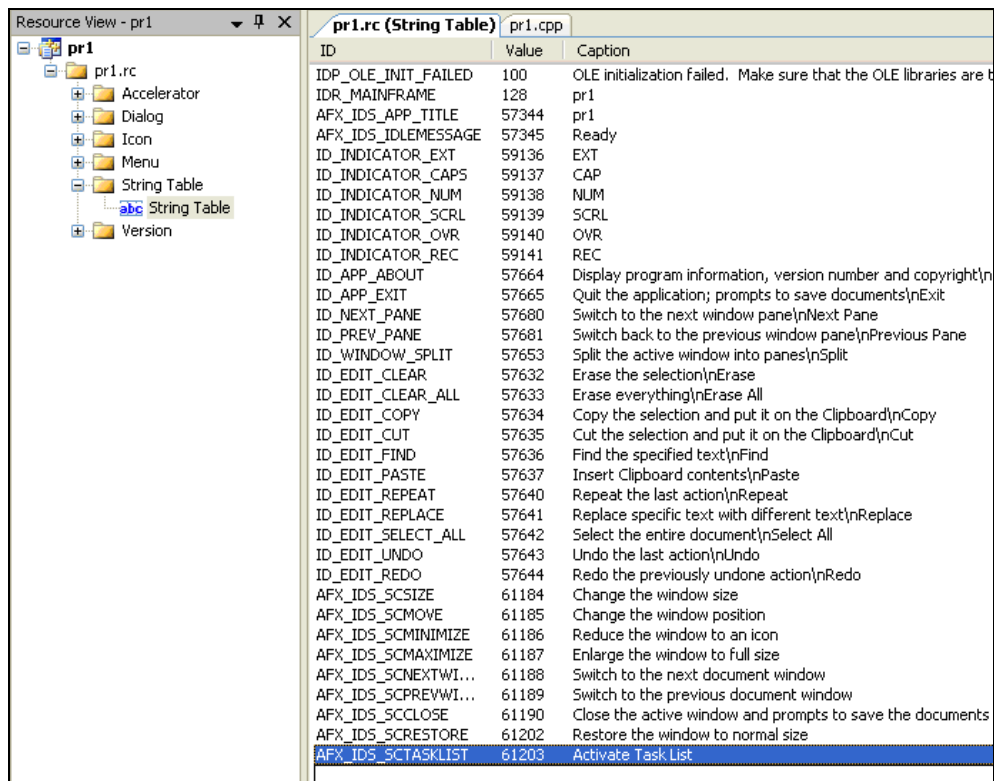 Resource View - pr1
pr1
pr1.rc
Accelerator
Dialog
Icon
Menu
String Table
abc String Table
Version
pr1.rc (String Table) pr1.cpp
ID Value Caption
IDP_OLE_INIT_FAILED 100 OLE initialization failed. Make sure that the OLE libraries are t
IDR_MAINFRAME 128 pr1
AFX_IDS_APP_TITLE 57344 pr1
AFX_IDS_IDLEMESSAGE 57345 Ready
ID_INDICATOR_EXT 59136 EXT
ID_INDICATOR_CAPS 59137 CAP
ID_INDICATOR_NUM 59138 NUM
ID_INDICATOR_SCRL 59139 SCRL
ID_INDICATOR_OVR 59140 OVR
ID_INDICATOR_REC 59141 REC
ID_APP_ABOUT 57664 Display program information, version number and copyright\n
ID_APP_EXIT 57665 Quit the application; prompts to save documents\nExit
ID_NEXT_PANE 57680 Switch to the next window pane\nNext Pane
ID_PREV_PANE 57681 Switch back to the previous window pane\nPrevious Pane
ID_WINDOW_SPLIT 57653 Split the active window into panes\nSplit
ID_EDIT_CLEAR 57632 Erase the selection\nErase
ID_EDIT_CLEAR_ALL 57633 Erase everything\nErase All
ID_EDIT_COPY 57634 Copy the selection and put it on the Clipboard\nCopy
ID_EDIT_CUT 57635 Cut the selection and put it on the Clipboard\nCut
ID_EDIT_FIND 57636 Find the specified text\nFind
ID_EDIT_PASTE 57637 Insert Clipboard contents\nPaste
ID_EDIT_REPEAT 57640 Repeat the last action\nRepeat
ID_EDIT_REPLACE 57641 Replace specific text with different text\nReplace
ID_EDIT_SELECT_ALL 57642 Select the entire document\nSelect All
ID_EDIT_UNDO 57643 Undo the last action\nUndo
ID_EDIT_REDO 57644 Redo the previously undone action\nRedo
AFX_IDS_SCSIZE 61184 Change the window size
AFX_IDS_SCMOVE 61185 Change the window position
AFX_IDS_SCMINIMIZE 61186 Reduce the window to an icon
AFX_IDS_SCMAXIMIZE 61187 Enlarge the window to full size
AFX_IDS_SCNEXTWI... 61188 Switch to the next document window
AFX_IDS_SCPREVWI... 61189 Switch to the previous document window
AFX_IDS_SCCLOSE 61190 Close the active window and prompts to save the documents
AFX_IDS_SCRESTORE 61202 Restore the window to normal size
AFX_IDS_SCTASKLIST 61203 Activate Task List